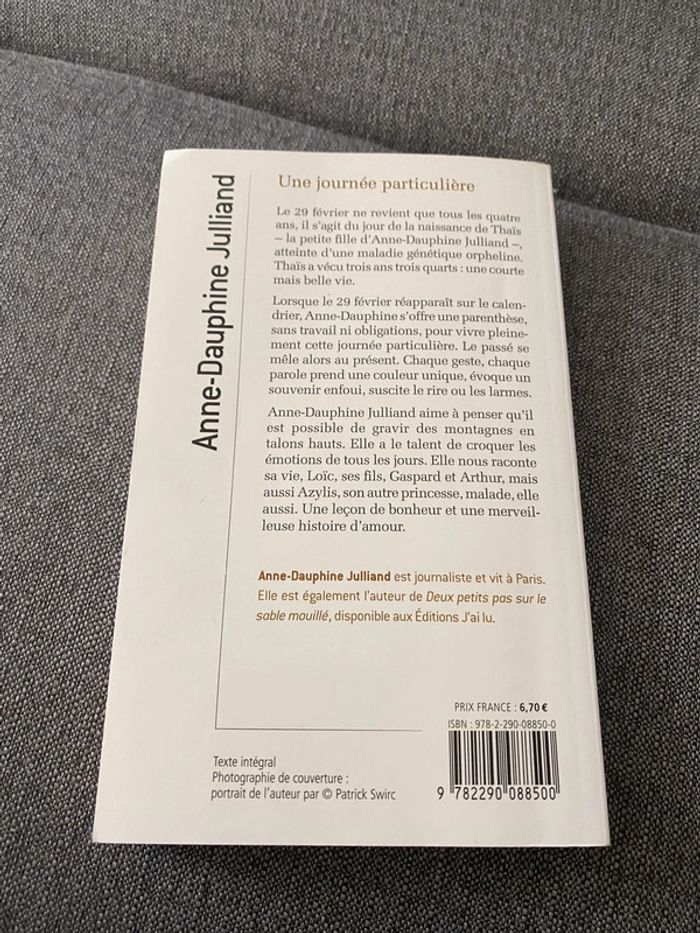 Anne-Dauphine Julliand
Une journée particulière
Le 29 février ne revient que tous les quatre
ans, il s'agit du jour de la naissance de Thaïs
– la petite fille d'Anne-Dauphine Julliand –,
atteinte d'une maladie génétique orpheline.
Thaïs a vécu trois ans trois quarts : une courte
mais belle vie.
Lorsque le 29 février réapparaît sur le calen-
drier, Anne-Dauphine s'offre une parenthèse,
sans travail ni obligations, pour vivre pleine-
ment cette journée particulière. Le passé se
mêle alors au présent. Chaque geste, chaque
parole prend une couleur unique, évoque un
souvenir enfoui, suscite le rire ou les larmes.
Anne-Dauphine Julliand aime à penser qu'il
est possible de gravir des montagnes en
talons hauts. Elle a le talent de croquer les
émotions de tous les jours. Elle nous raconte
sa vie, Loïc, ses fils, Gaspard et Arthur, mais
aussi Azylis, son autre princesse, malade, elle
aussi. Une leçon de bonheur et une merveil-
leuse histoire d'amour.
Anne-Dauphine Julliand est journaliste et vit à Paris.
Elle est également l'auteur de Deux petits pas sur le
sable mouillé, disponible aux Éditions J'ai lu.
PRIX FRANCE : 6,70 €
ISBN : 978-2-290-08850-0
9 782290 088500
Texte intégral
Photographie de couverture :
portrait de l'auteur par © Patrick Swirc